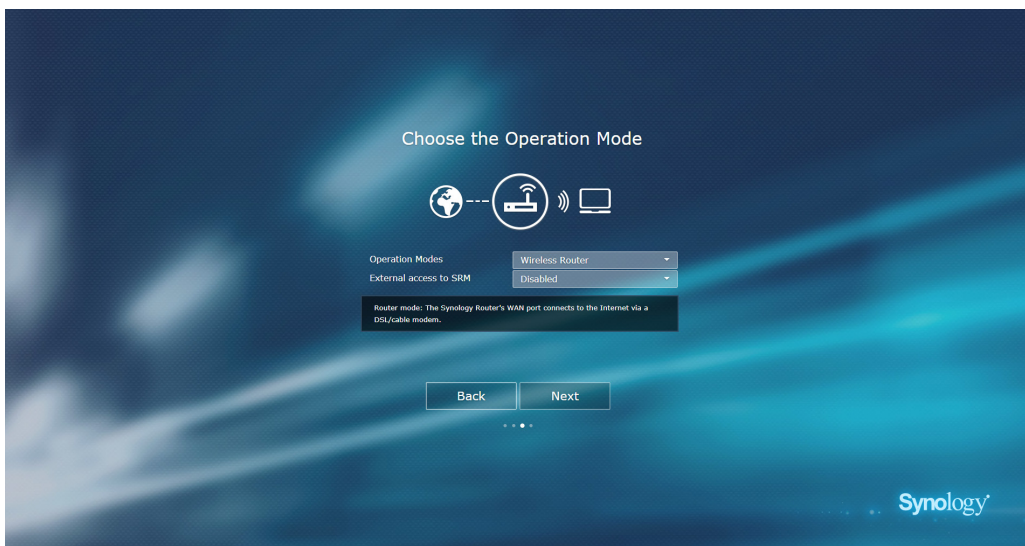 Choose the Operation Mode
Operation Modes
Wireless Router
External access to SRM
Disabled
Router mode: The Synology Router's WAN port connects to the Internet via a
DSL/cable modem.
Back
Next
Synology